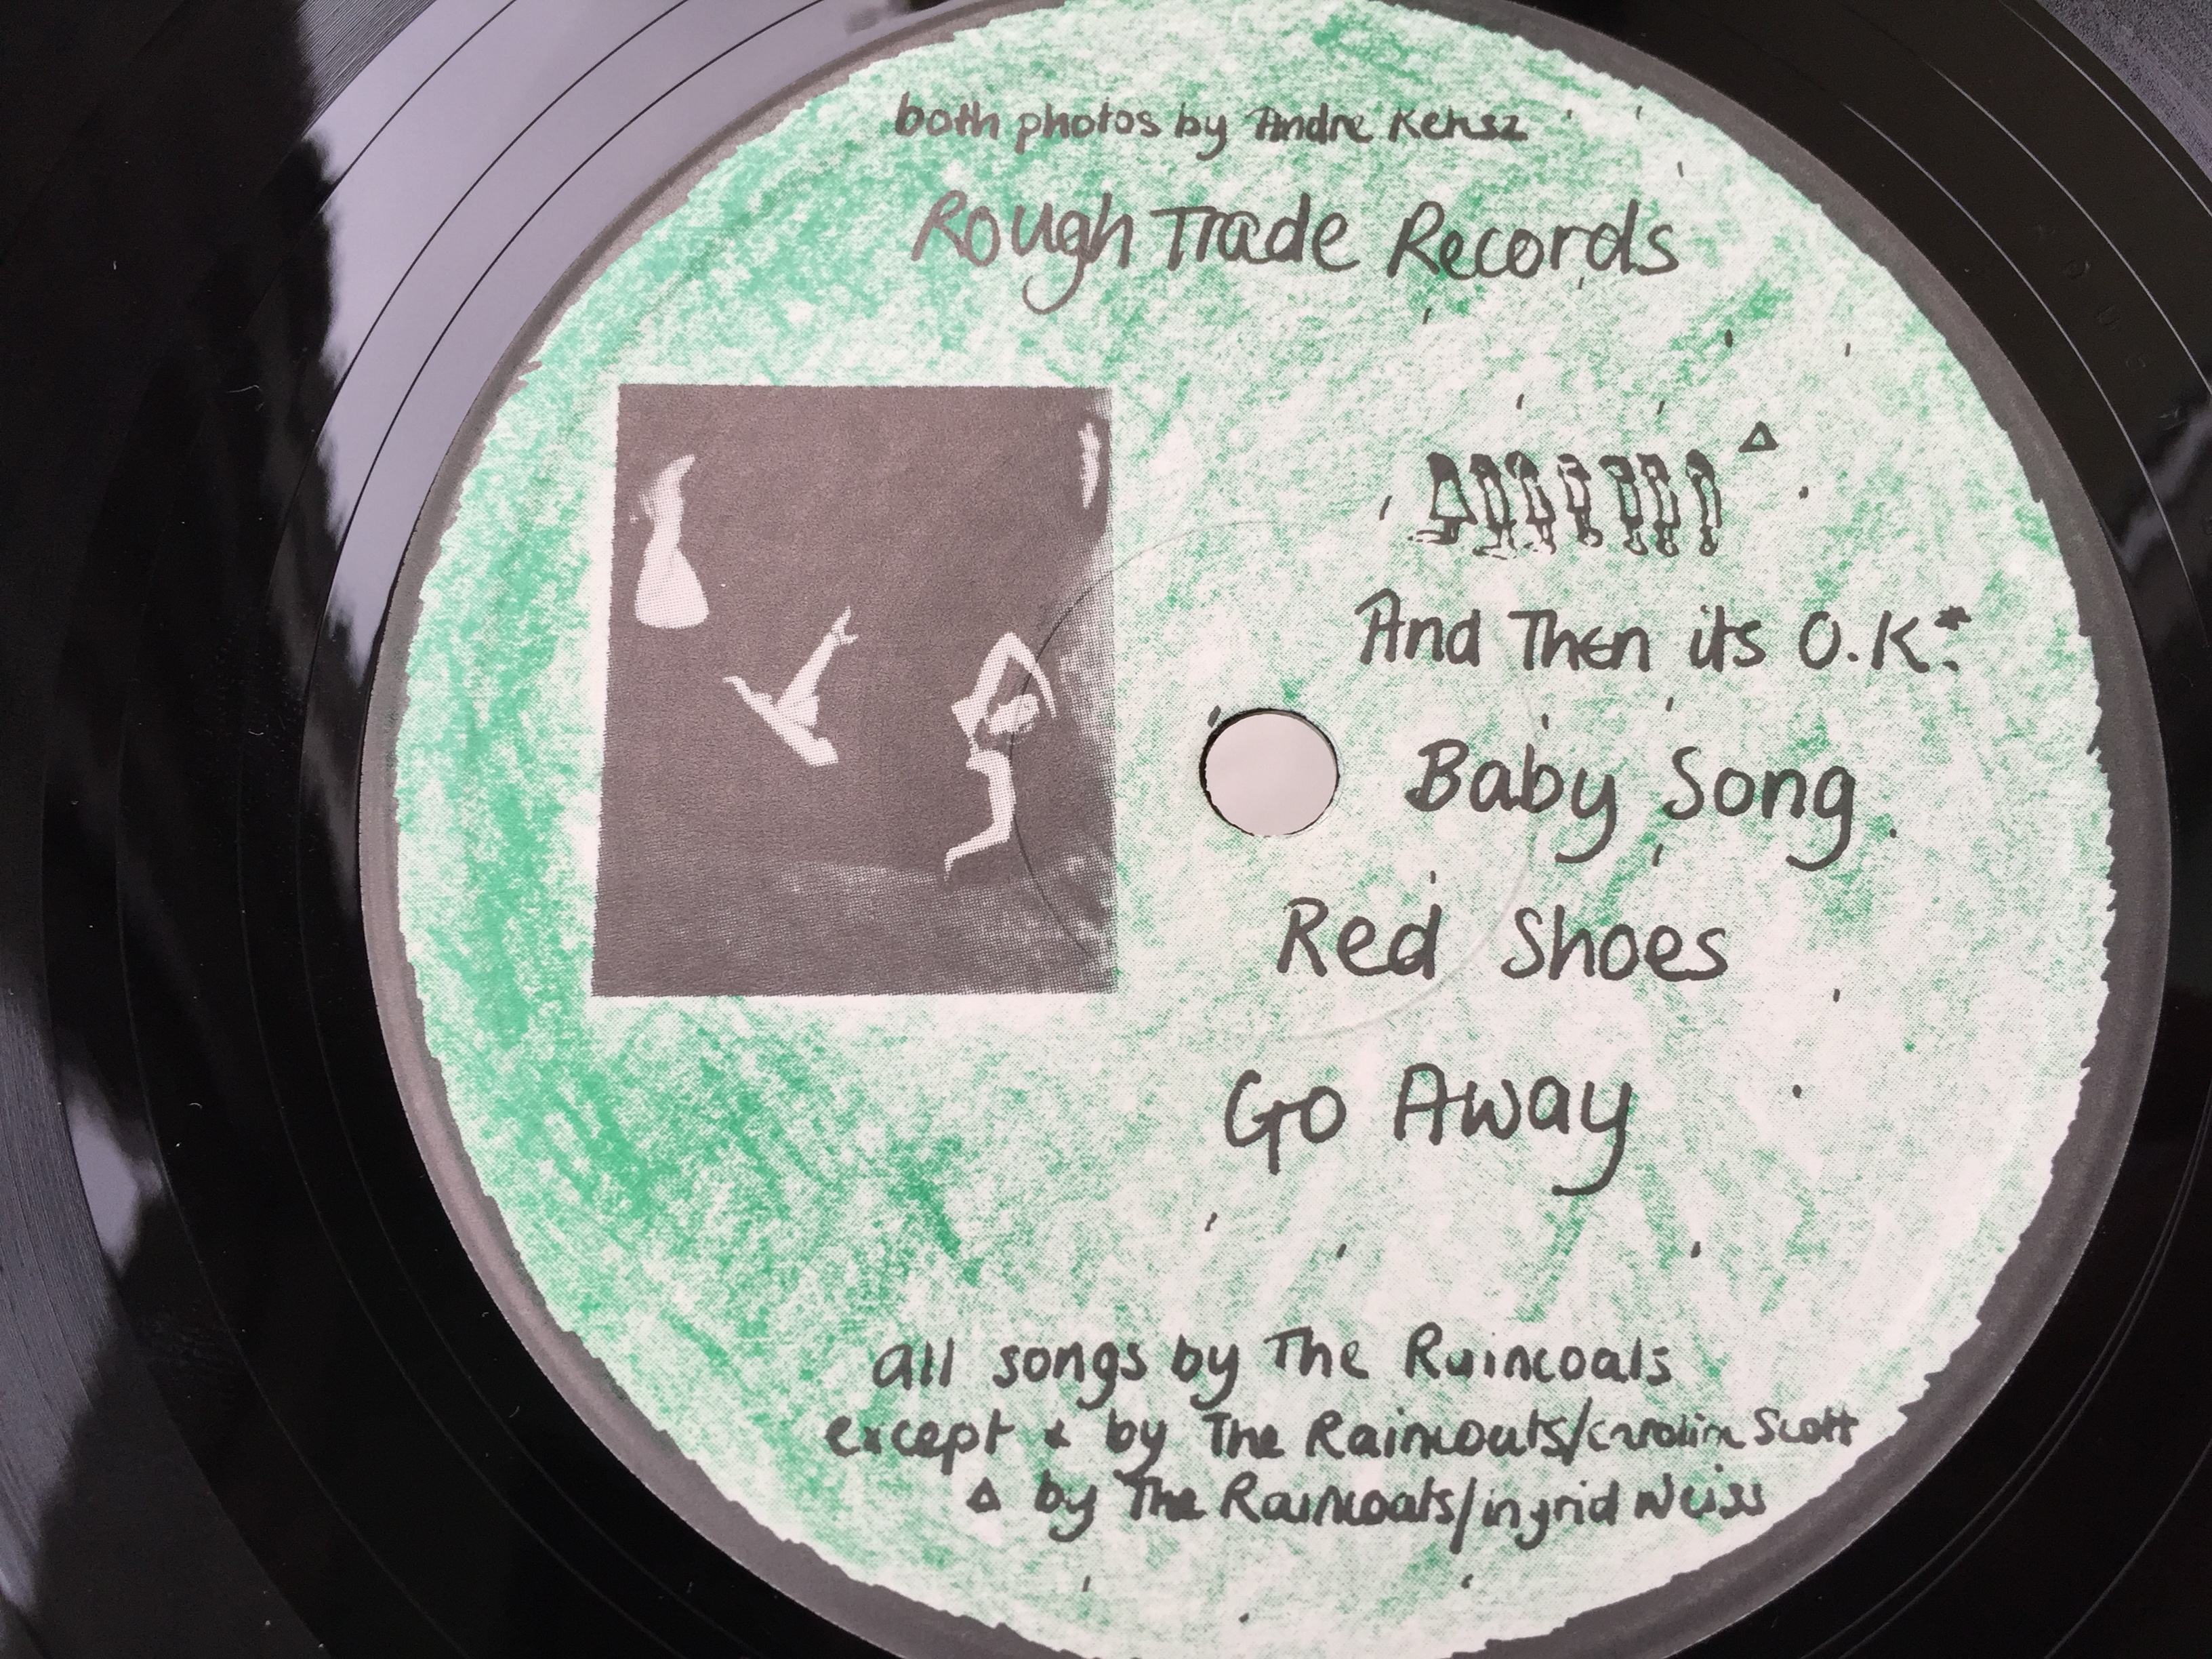 both photos by Andre Kertsz
Rough Trade Records
△
And Then its O.K.*
Baby Song
Red Shoes
Go Away
all songs by The Raincoats
except * by The Raincoats/carolin Scott
△ by The Raincoats/ingrid Weiss